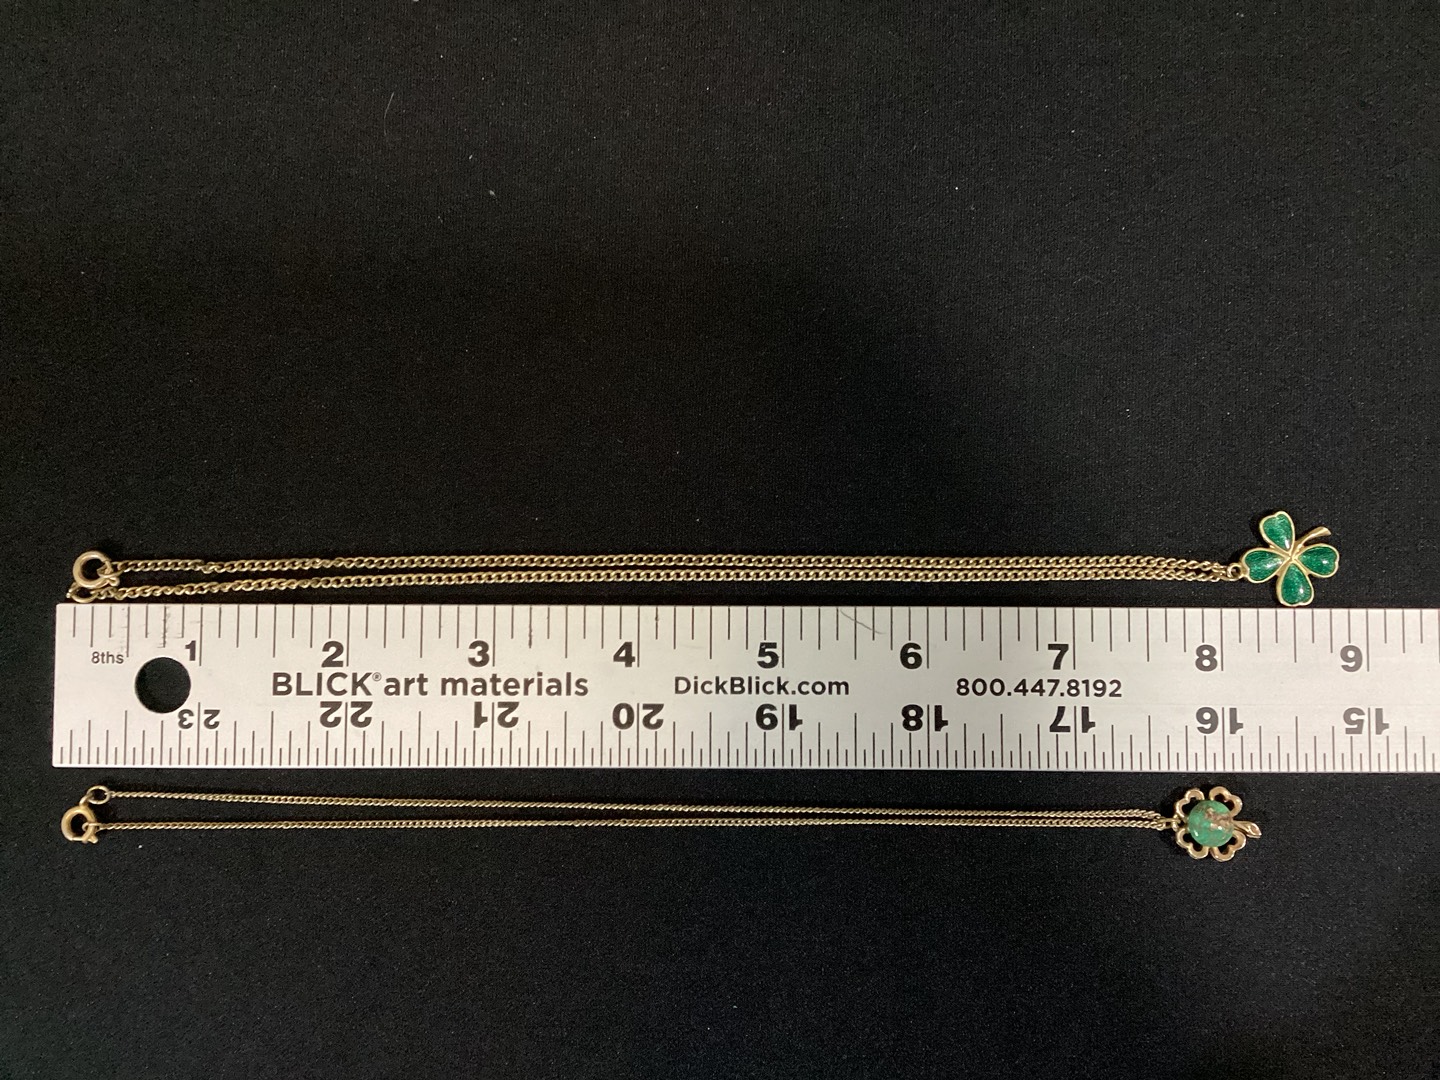 1 2 3 4 5 6 7 8 9
8ths
BLICK® art materials DickBlick.com 800.447.8192
23 22 21 20 19 18 17 16 15